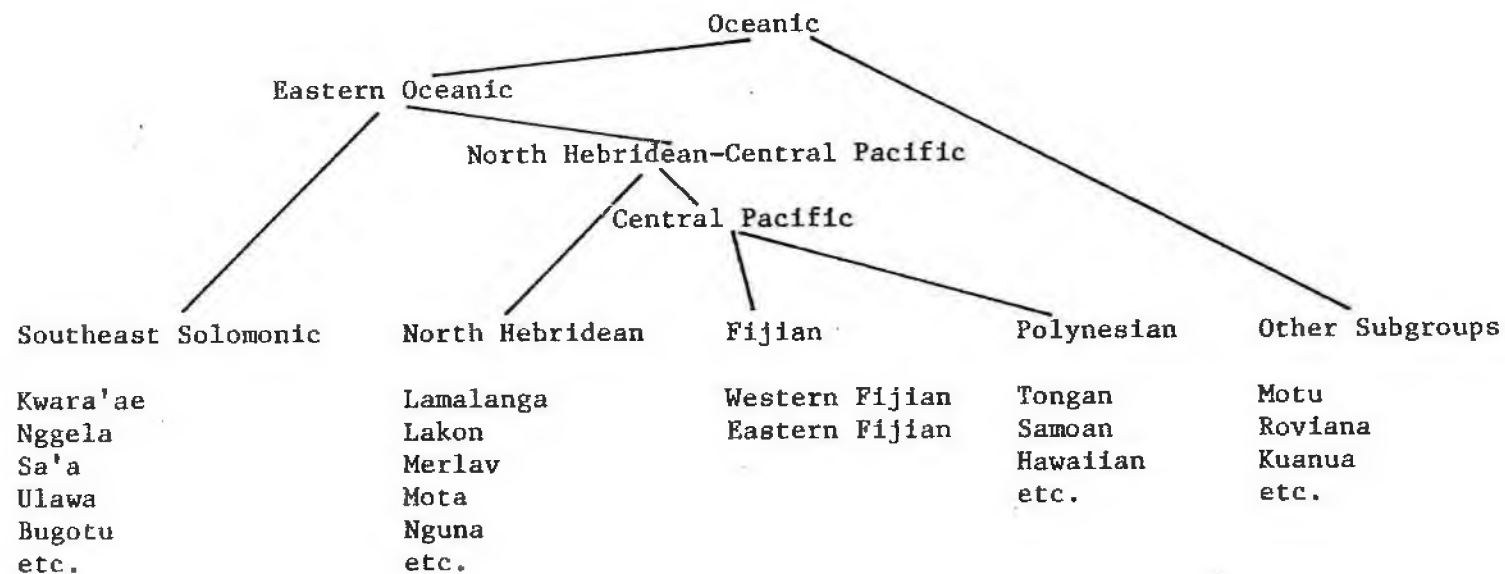 Oceanic
Eastern Oceanic
North Hebridean-Central Pacific
Central Pacific
Southeast Solomonic North Hebridean Fijian Polynesian Other Subgroups
Kwara'ae Lamalanga Western Fijian Tongan Motu
Nggela Lakon Eastern Fijian Samoan Roviana
Sa'a Merlav Hawaiian Kuanua
Ulawa Mota etc. etc.
Bugotu Nguna
etc. etc.